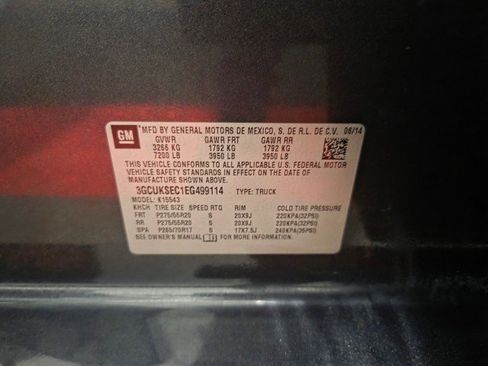 GM
MFD BY GENERAL MOTORS DE MEXICO, S. DE R.L. DE C.V. 06/14
GVWR GAWR FRT GAWR RR
3266 KG 1792 KG 1792 KG
7200 LB 3950 LB 3950 LB
THIS VEHICLE CONFORMS TO ALL APPLICABLE U.S. FEDERAL MOTOR
VEHICLE SAFETY STANDARDS IN EFFECT ON THE DATE OF
MANUFACTURE SHOWN ABOVE.
3GCUKSEC1EG499114 TYPE: TRUCK
MODEL: K15543
KHCH TIRE SIZE SPEED RTG RIM COLD TIRE PRESSURE
FRT P275/55R20 S 20X9J 220KPA(32PSI)
RR P275/55R20 S 20X9J 220KPA(32PSI)
SPA P265/70R17 S 17X7.5J 240KPA(35PSI)
SEE OWNER'S MANUAL FOR MORE INFORMATION.